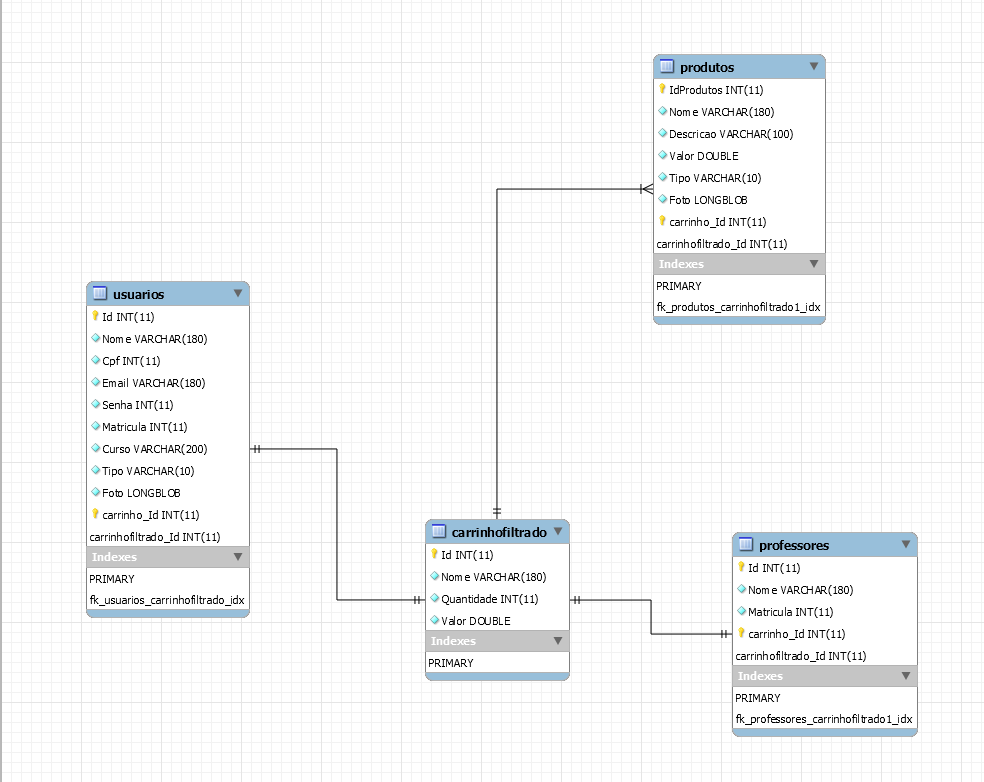 produtos
IdProdutos INT(11)
Nome VARCHAR(180)
Descricao VARCHAR(100)
Valor DOUBLE
Tipo VARCHAR(10)
Foto LONGBLOB
carrinho_Id INT(11)
carrinhofiltrado_Id INT(11)
Indexes
PRIMARY
fk_produtos_carrinhofiltrado1_idx
usuarios
Id INT(11)
Nome VARCHAR(180)
Cpf INT(11)
Email VARCHAR(180)
Senha INT(11)
Matricula INT(11)
Curso VARCHAR(200)
Tipo VARCHAR(10)
Foto LONGBLOB
carrinho_Id INT(11)
carrinhofiltrado_Id INT(11)
Indexes
PRIMARY
fk_usuarios_carrinhofiltrado_idx
carrinhofiltrado
Id INT(11)
Nome VARCHAR(180)
Quantidade INT(11)
Valor DOUBLE
Indexes
PRIMARY
professores
Id INT(11)
Nome VARCHAR(180)
Matricula INT(11)
carrinho_Id INT(11)
carrinhofiltrado_Id INT(11)
Indexes
PRIMARY
fk_professores_carrinhofiltrado1_idx